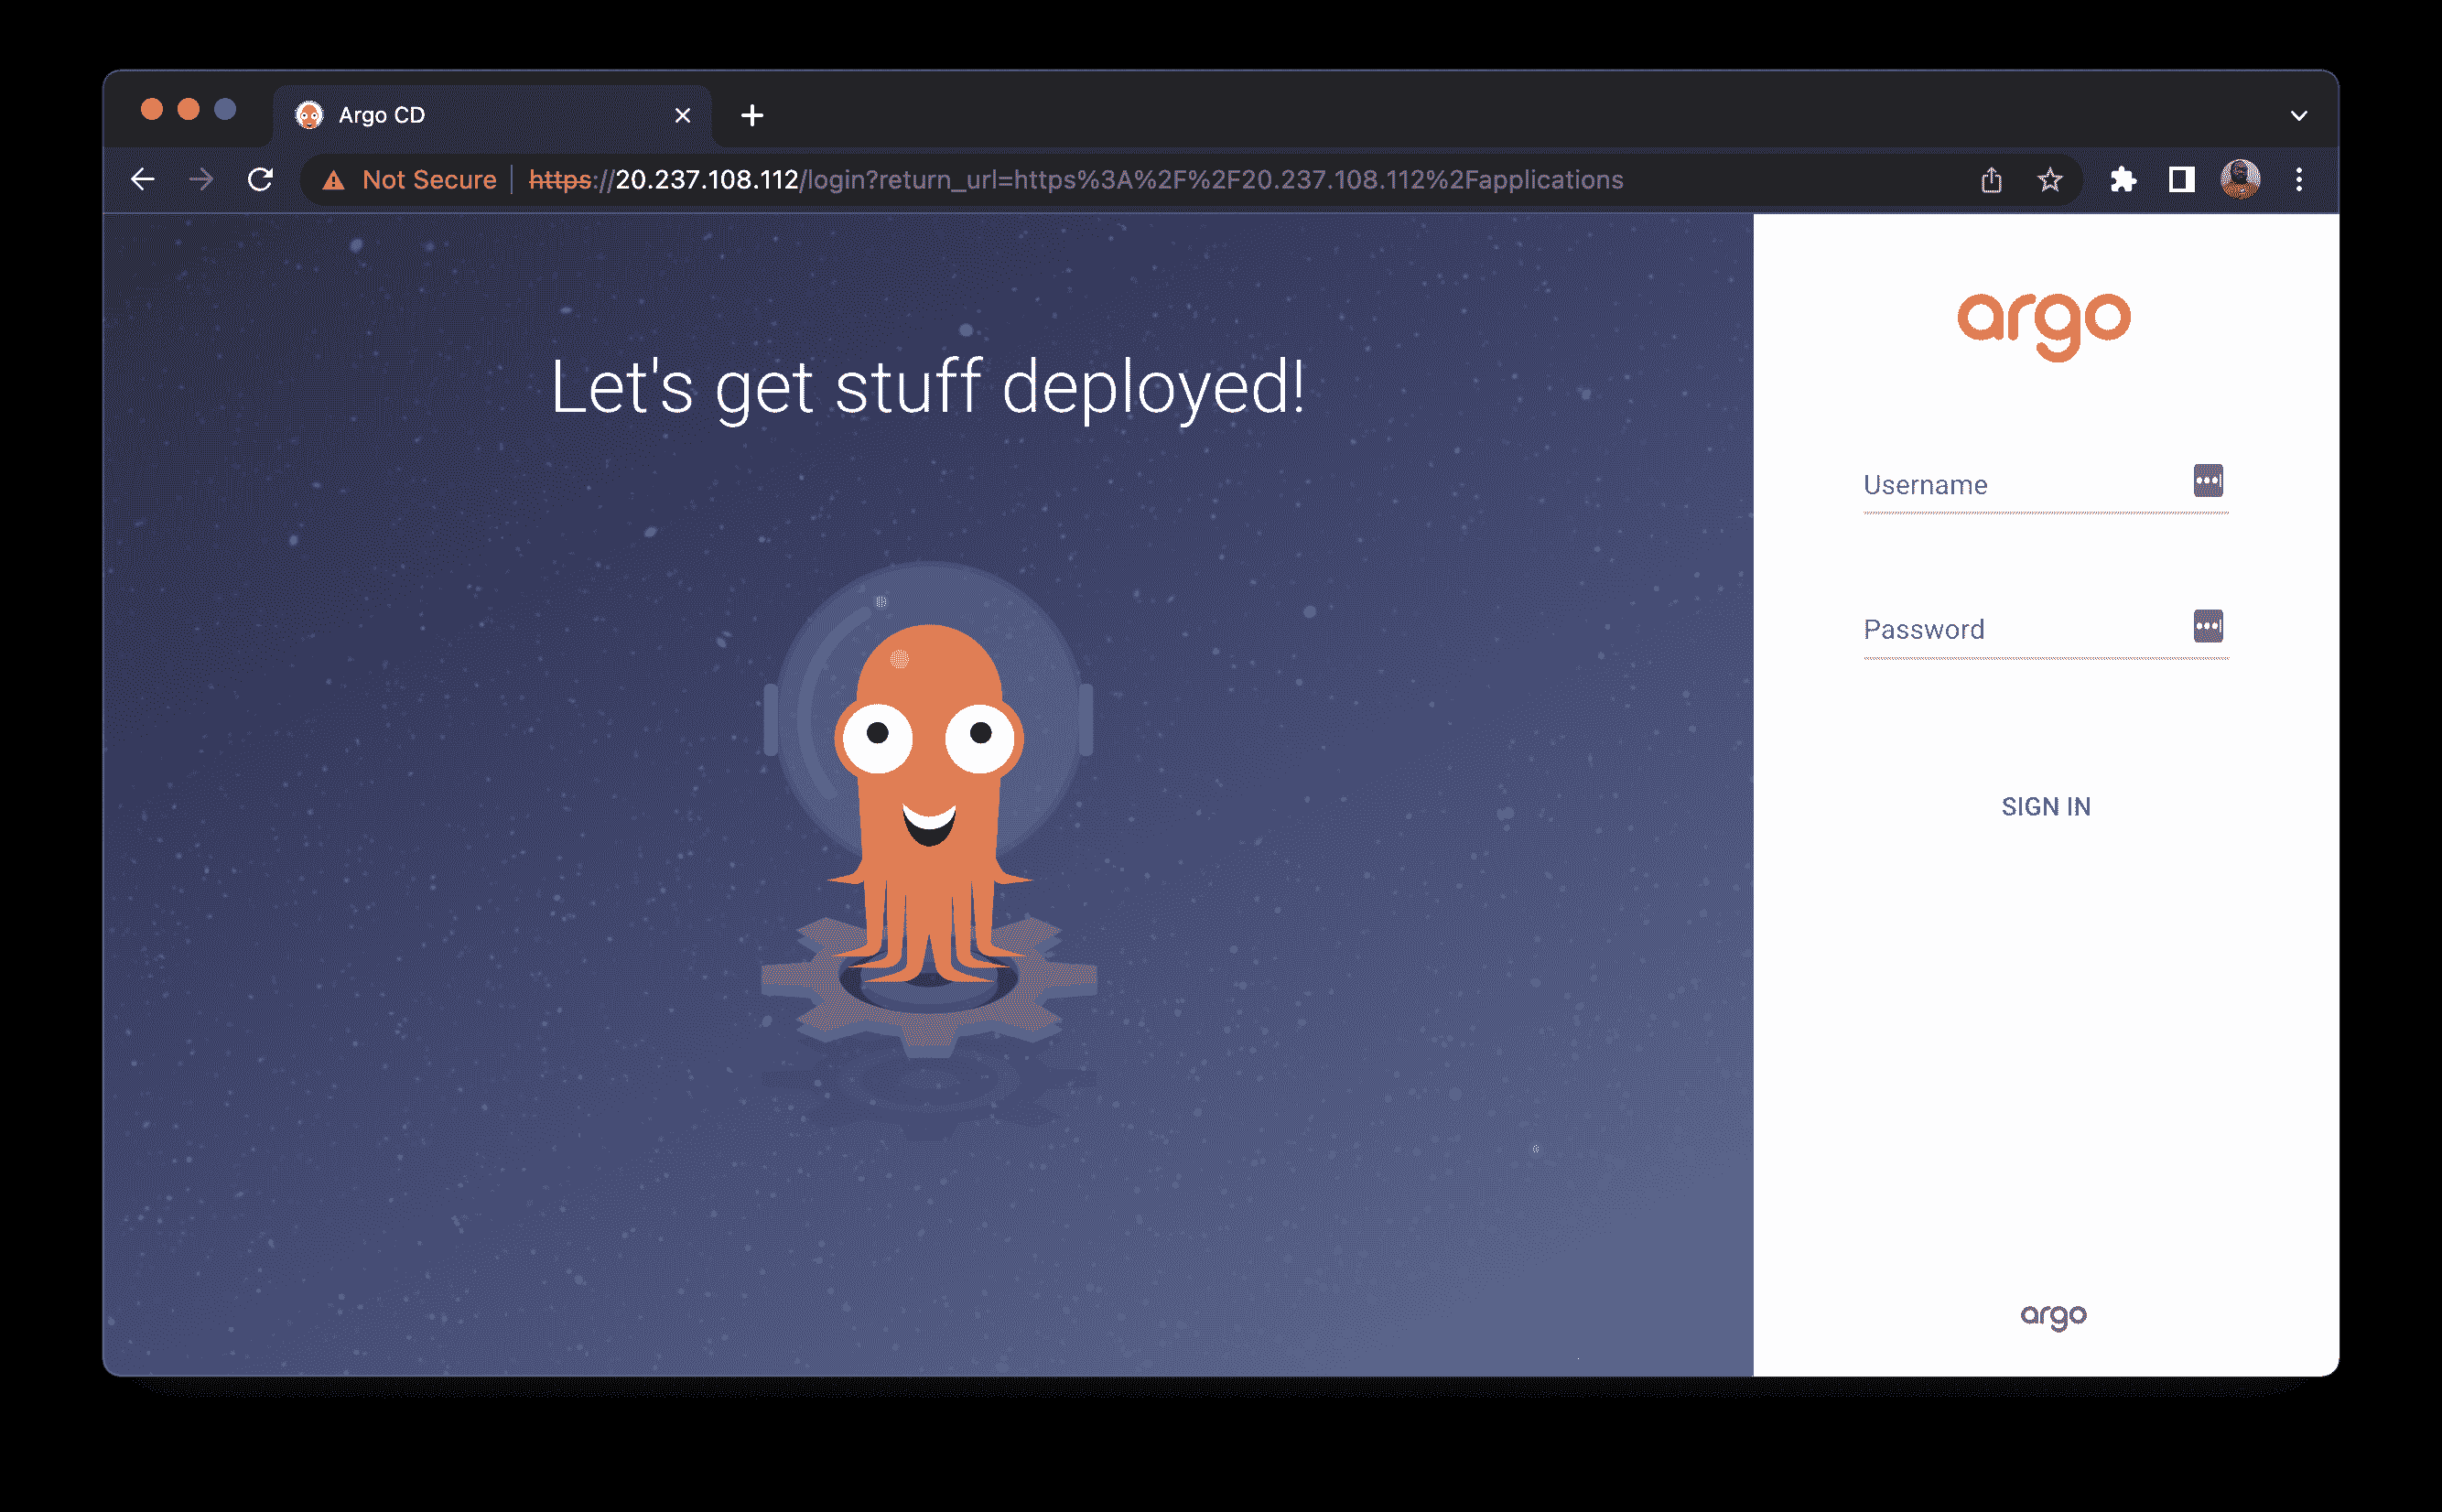 Argo CD
Not Secure https://20.237.108.112/login?return_url=https%3A%2F%2F20.237.108.112%2Fapplications
Let's get stuff deployed!
argo
Username
Password
SIGN IN
argo